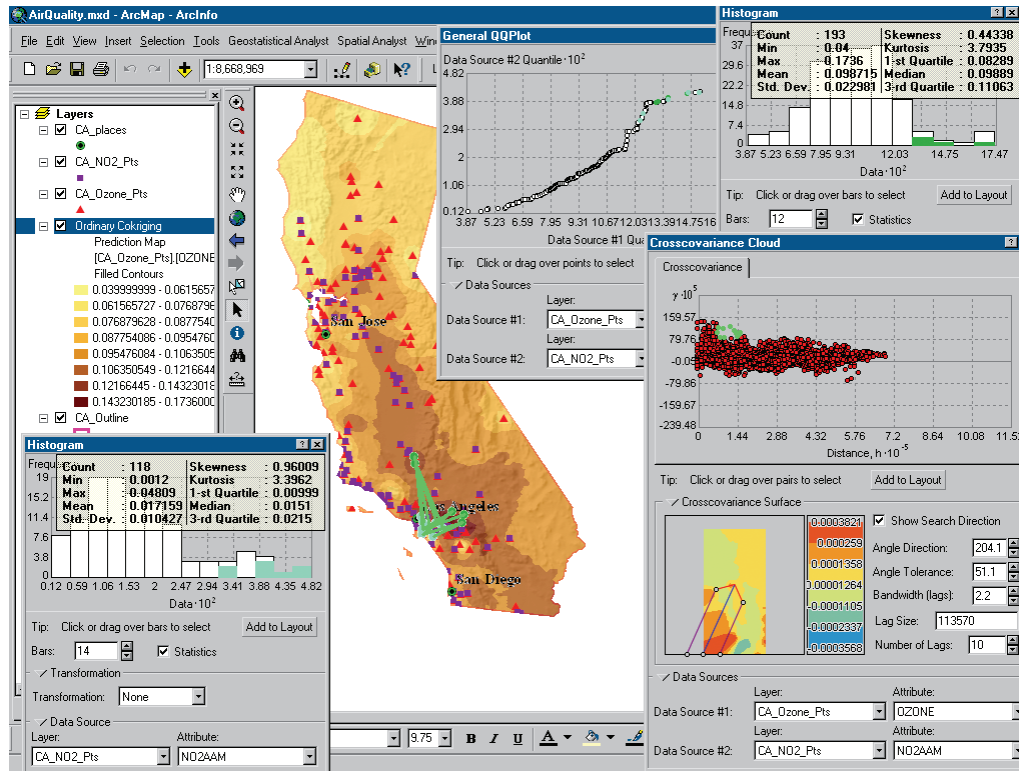 AirQuality.mxd - ArcMap - ArcInfo
File Edit View Insert Selection Tools Geostatistical Analyst Spatial Analyst
1:8,668,969
Layers
CA_places
CA_NO2_Pts
CA_Ozone_Pts
Ordinary Cokriging
Prediction Map
[CA_Ozone_Pts].[OZONE
Filled Contours
0.039999999 - 0.0615657
0.061565727 - 0.0768796
0.076879628 - 0.0877540
0.087754086 - 0.0954760
0.095476084 - 0.1063505
0.106350549 - 0.1216644
0.12166445 - 0.14323018
0.143230185 - 0.1736000
CA_Outline
San Jose
Angeles
San Diego
General QQPlot
Data Source #2 Quantile·10²
4.82
3.88
2.94
2
1.06
0.12
3.87 5.23 6.59 7.95 9.31 10.67 12.03 13.39 14.75 16
Data Source #1 Qua
Tip: Click or drag over points to select
Data Sources
Layer:
Data Source #1: CA_Ozone_Pts
Layer:
Data Source #2: CA_NO2_Pts
Histogram
Count : 193 Skewness : 0.44338
Min : 0.04 Kurtosis : 3.7935
Max : 0.1736 1-st Quartile : 0.08289
Mean : 0.098715 Median : 0.09889
Std. Dev. : 0.022981 3-rd Quartile : 0.11063
37
29.6
22.2
14.8
7.4
0
3.87 5.23 6.59 7.95 9.31 12.03 14.75 17.47
Data·10²
Tip: Click or drag over bars to select Add to Layout
Bars: 12 Statistics
Crosscovariance Cloud
Crosscovariance
γ·10⁵
159.57
79.76
-0.05
-79.86
-159.67
-239.48
0 1.44 2.88 4.32 5.76 7.2 8.64 10.08 11.5
Distance, h·10⁻⁵
Tip: Click or drag over pairs to select Add to Layout
Crosscovariance Surface
0.0003821
0.000259
0.0001358
0.00001264
-0.0001105
-0.0002337
-0.0003568
Show Search Direction
Angle Direction: 204.1
Angle Tolerance: 51.1
Bandwidth (lags): 2.2
Lag Size: 113570
Number of Lags: 10
Data Sources
Layer: Attribute:
Data Source #1: CA_Ozone_Pts OZONE
Layer: Attribute:
Data Source #2: CA_NO2_Pts NO2AAM
Histogram
Count : 118 Skewness : 0.96009
Min : 0.0012 Kurtosis : 3.3962
Max : 0.04809 1-st Quartile : 0.00999
Mean : 0.017159 Median : 0.0151
Std. Dev. : 0.010427 3-rd Quartile : 0.0215
19
15.2
11.4
7.6
3.8
0
0.12 0.59 1.06 1.53 2 2.47 2.94 3.41 3.88 4.35 4.82
Data·10²
Tip: Click or drag over bars to select Add to Layout
Bars: 14 Statistics
Transformation
Transformation: None
Data Source
Layer: Attribute:
CA_NO2_Pts NO2AAM
9.75 B I U A